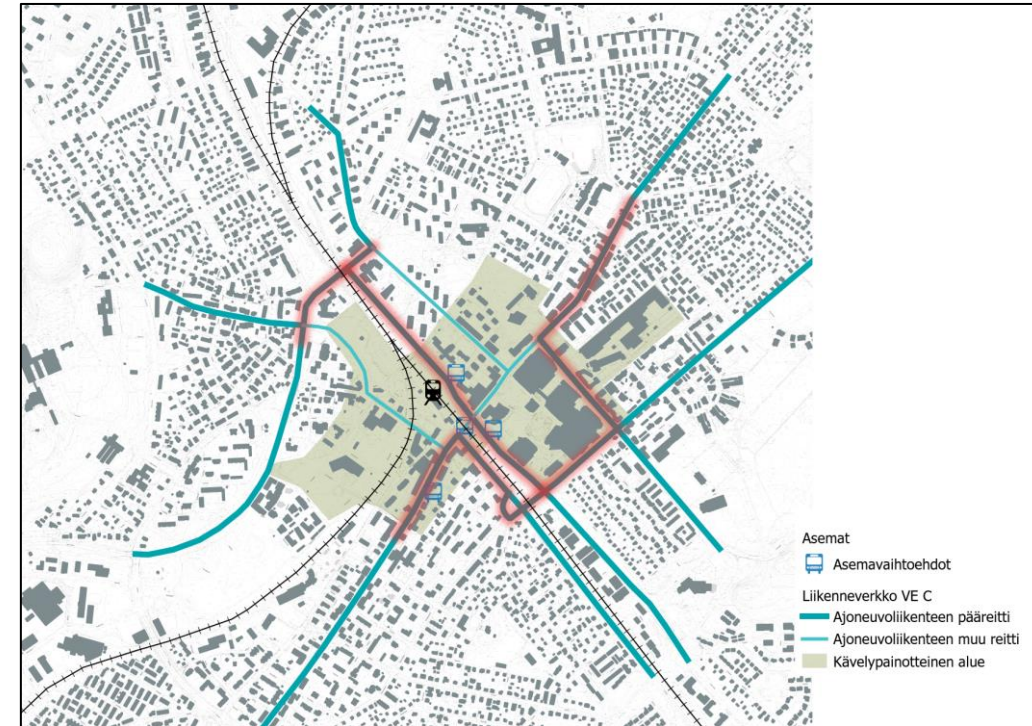 Asemat
Asemavaihtoehdot
Liikenneverkko VE C
Ajoneuvoliikenteen pääreitti
Ajoneuvoliikenteen muu reitti
Kävelypainotteinen alue